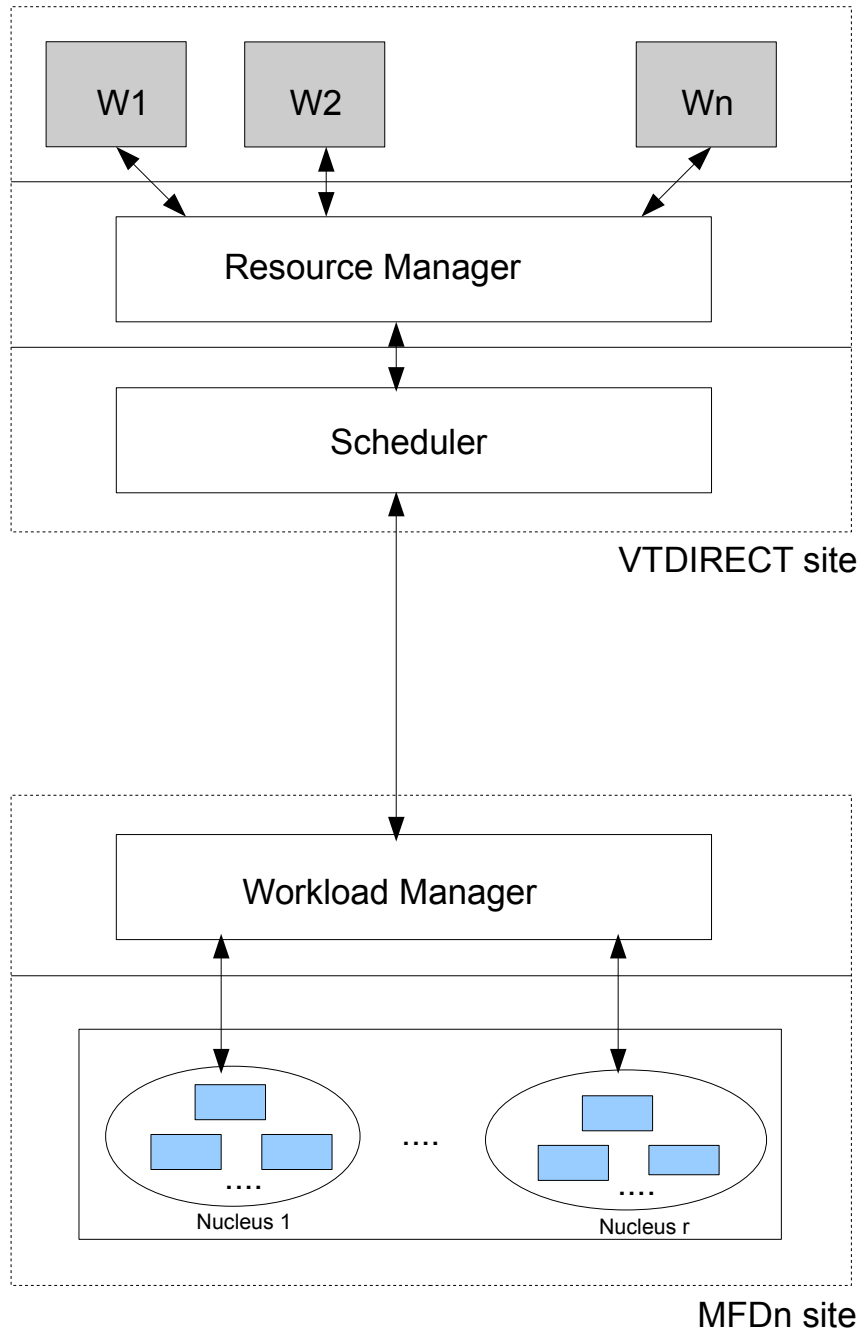 W1 W2 Wn
Resource Manager
Scheduler
VTDIRECT site
Workload Manager
....
....
....
Nucleus 1
Nucleus r
MFDn site